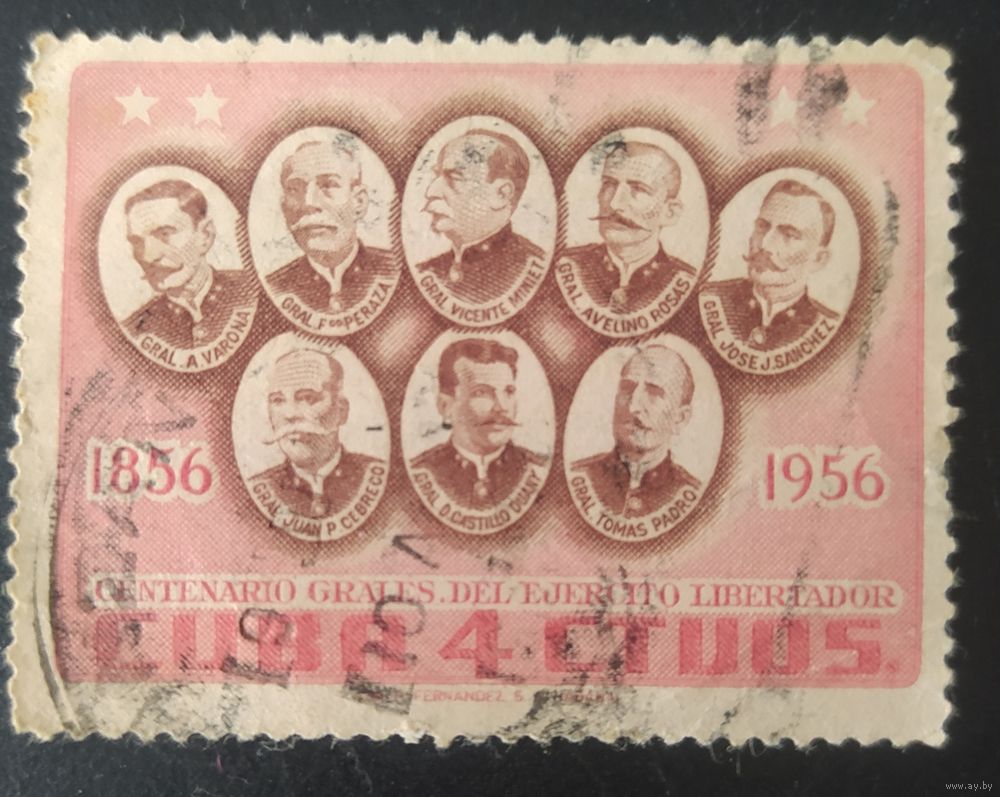 GRAL. A. VARONA
GRAL. Fdo PERAZA
GRAL. VICENTE MINIET
GRAL. AVELINO ROSAS
GRAL JOSE J. SANCHEZ
GRAL JUAN P. CEBRECO
GRAL D. CASTILLO DUANY
GRAL TOMAS PADRO
1856
1956
CENTENARIO GRALES. DEL EJERCITO LIBERTADOR
CUBA 4 CTVOS.
FERNANDEZ
www.ay.by